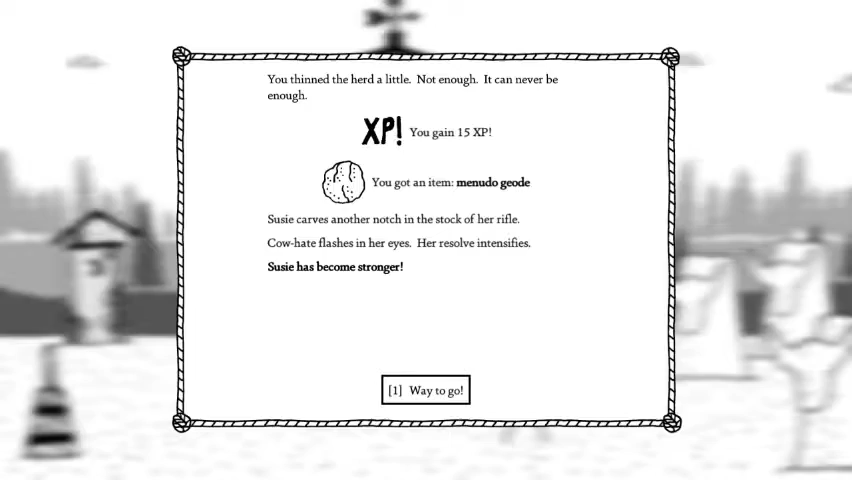 You thinned the herd a little.  Not enough.  It can never be
enough.
XP! You gain 15 XP!
You got an item: menudo geode
Susie carves another notch in the stock of her rifle.
Cow-hate flashes in her eyes.  Her resolve intensifies.
Susie has become stronger!
[1]  Way to go!